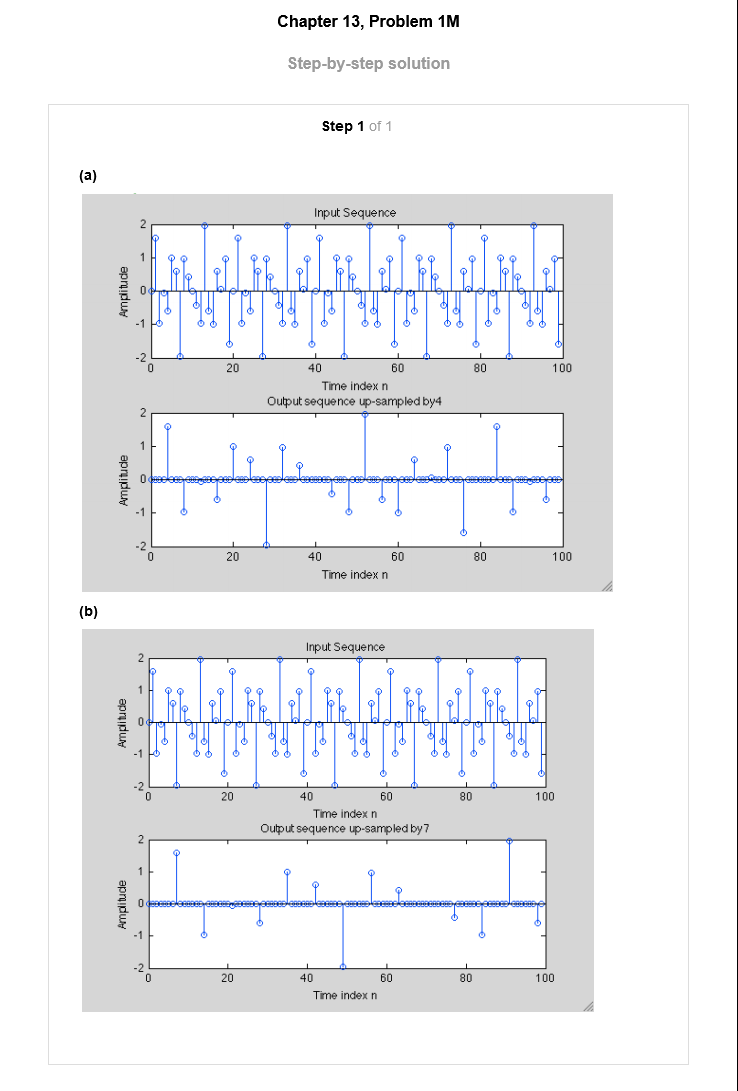 Chapter 13, Problem 1M
Step-by-step solution
Step 1 of 1
(a)
Input Sequence
2
1
0
-1
-2
Amplitude
0 20 40 60 80 100
Time index n
Output sequence up-sampled by4
2
1
0
-1
-2
Amplitude
0 20 40 60 80 100
Time index n
(b)
Input Sequence
2
1
0
-1
-2
Amplitude
0 20 40 60 80 100
Time index n
Output sequence up-sampled by7
2
1
0
-1
-2
Amplitude
0 20 40 60 80 100
Time index n